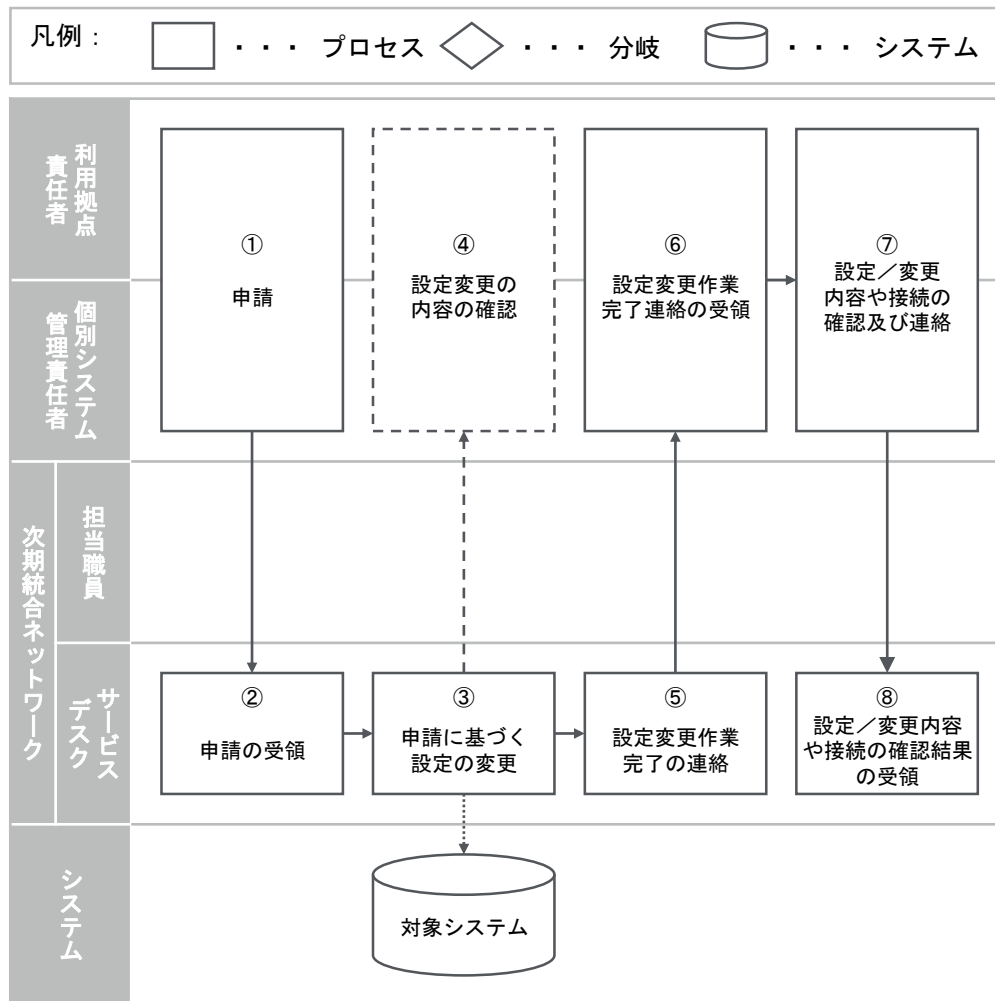 凡例：
・・・ プロセス
・・・ 分岐
・・・ システム
利用拠点
責任者
個別システム
管理責任者
次期統合ネットワーク
担当職員
サービス
デスク
システム
①
申請
④
設定変更の
内容の確認
⑥
設定変更作業
完了連絡の受領
⑦
設定／変更
内容や接続の
確認及び連絡
②
申請の受領
③
申請に基づく
設定の変更
⑤
設定変更作業
完了の連絡
⑧
設定／変更内容
や接続の確認結果
の受領
対象システム